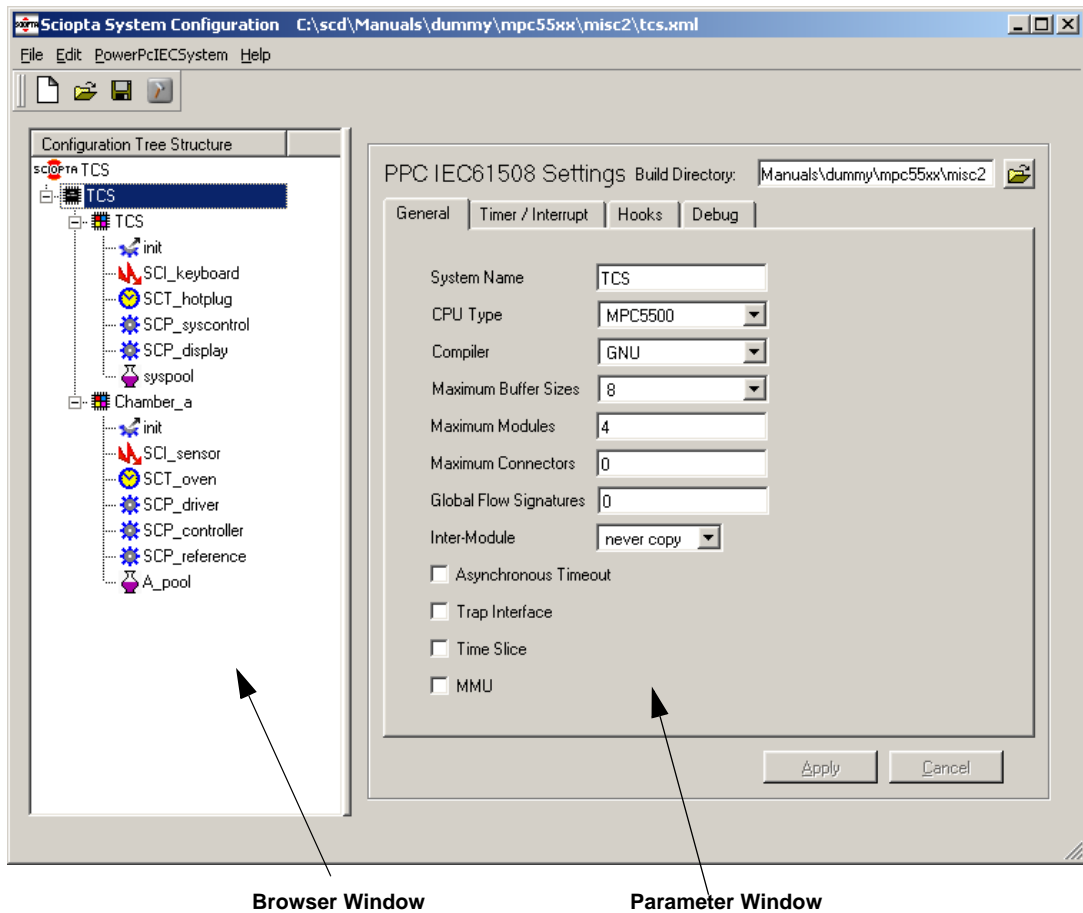 Sciopta System Configuration C:\scd\Manuals\dummy\mpc55xx\misc2\tcs.xml
File Edit PowerPcIECSystem Help
Configuration Tree Structure
SCIOPTA TCS
TCS
TCS
init
SCI_keyboard
SCT_hotplug
SCP_syscontrol
SCP_display
syspool
Chamber_a
init
SCI_sensor
SCT_oven
SCP_driver
SCP_controller
SCP_reference
A_pool
PPC IEC61508 Settings Build Directory: Manuals\dummy\mpc55xx\misc2
General Timer / Interrupt Hooks Debug
System Name TCS
CPU Type MPC5500
Compiler GNU
Maximum Buffer Sizes 8
Maximum Modules 4
Maximum Connectors 0
Global Flow Signatures 0
Inter-Module never copy
Asynchronous Timeout
Trap Interface
Time Slice
MMU
Apply Cancel
Browser Window Parameter Window